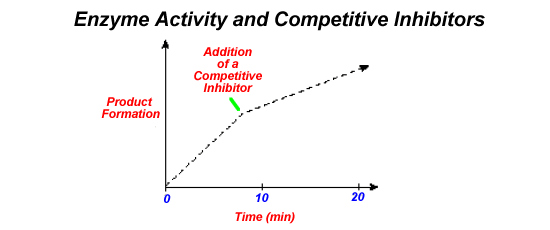 Enzyme Activity and Competitive Inhibitors
Addition
of a
Competitive
Inhibitor
Product
Formation
0
10
20
Time (min)